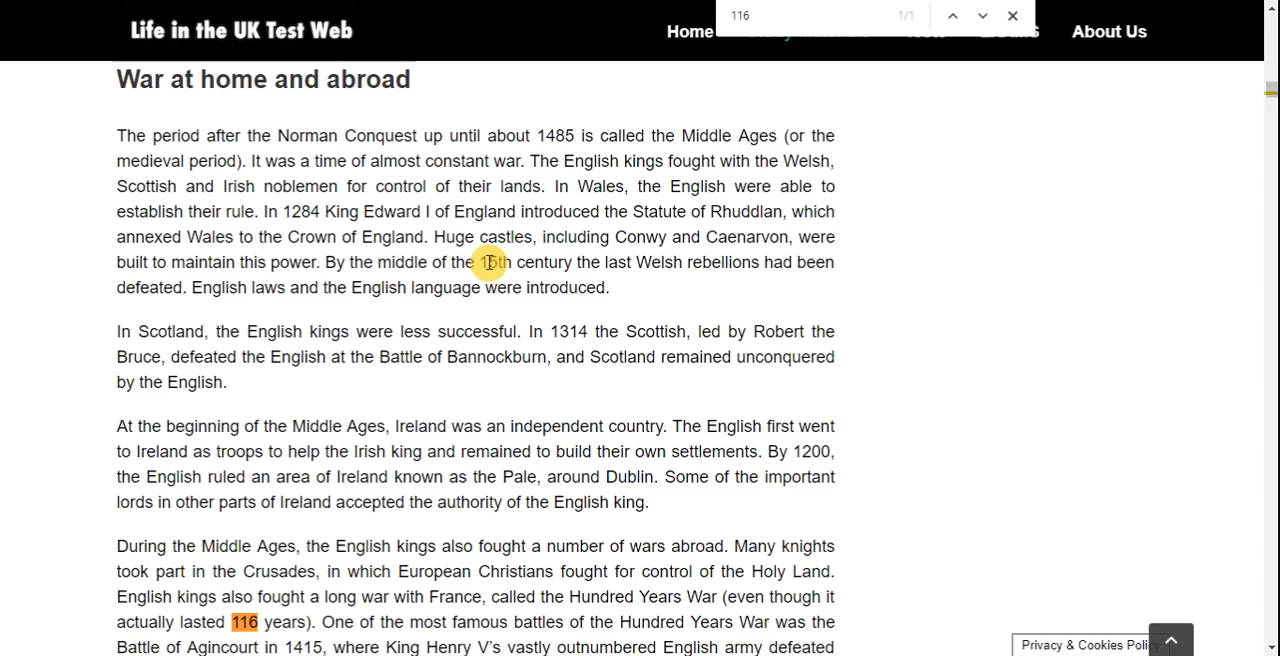 116 1/1
Life in the UK Test Web Home About Us
War at home and abroad
The period after the Norman Conquest up until about 1485 is called the Middle Ages (or the
medieval period). It was a time of almost constant war. The English kings fought with the Welsh,
Scottish and Irish noblemen for control of their lands. In Wales, the English were able to
establish their rule. In 1284 King Edward I of England introduced the Statute of Rhuddlan, which
annexed Wales to the Crown of England. Huge castles, including Conwy and Caenarvon, were
built to maintain this power. By the middle of the 15th century the last Welsh rebellions had been
defeated. English laws and the English language were introduced.
In Scotland, the English kings were less successful. In 1314 the Scottish, led by Robert the
Bruce, defeated the English at the Battle of Bannockburn, and Scotland remained unconquered
by the English.
At the beginning of the Middle Ages, Ireland was an independent country. The English first went
to Ireland as troops to help the Irish king and remained to build their own settlements. By 1200,
the English ruled an area of Ireland known as the Pale, around Dublin. Some of the important
lords in other parts of Ireland accepted the authority of the English king.
During the Middle Ages, the English kings also fought a number of wars abroad. Many knights
took part in the Crusades, in which European Christians fought for control of the Holy Land.
English kings also fought a long war with France, called the Hundred Years War (even though it
actually lasted 116 years). One of the most famous battles of the Hundred Years War was the
Battle of Agincourt in 1415, where King Henry V's vastly outnumbered English army defeated
Privacy & Cookies Policy